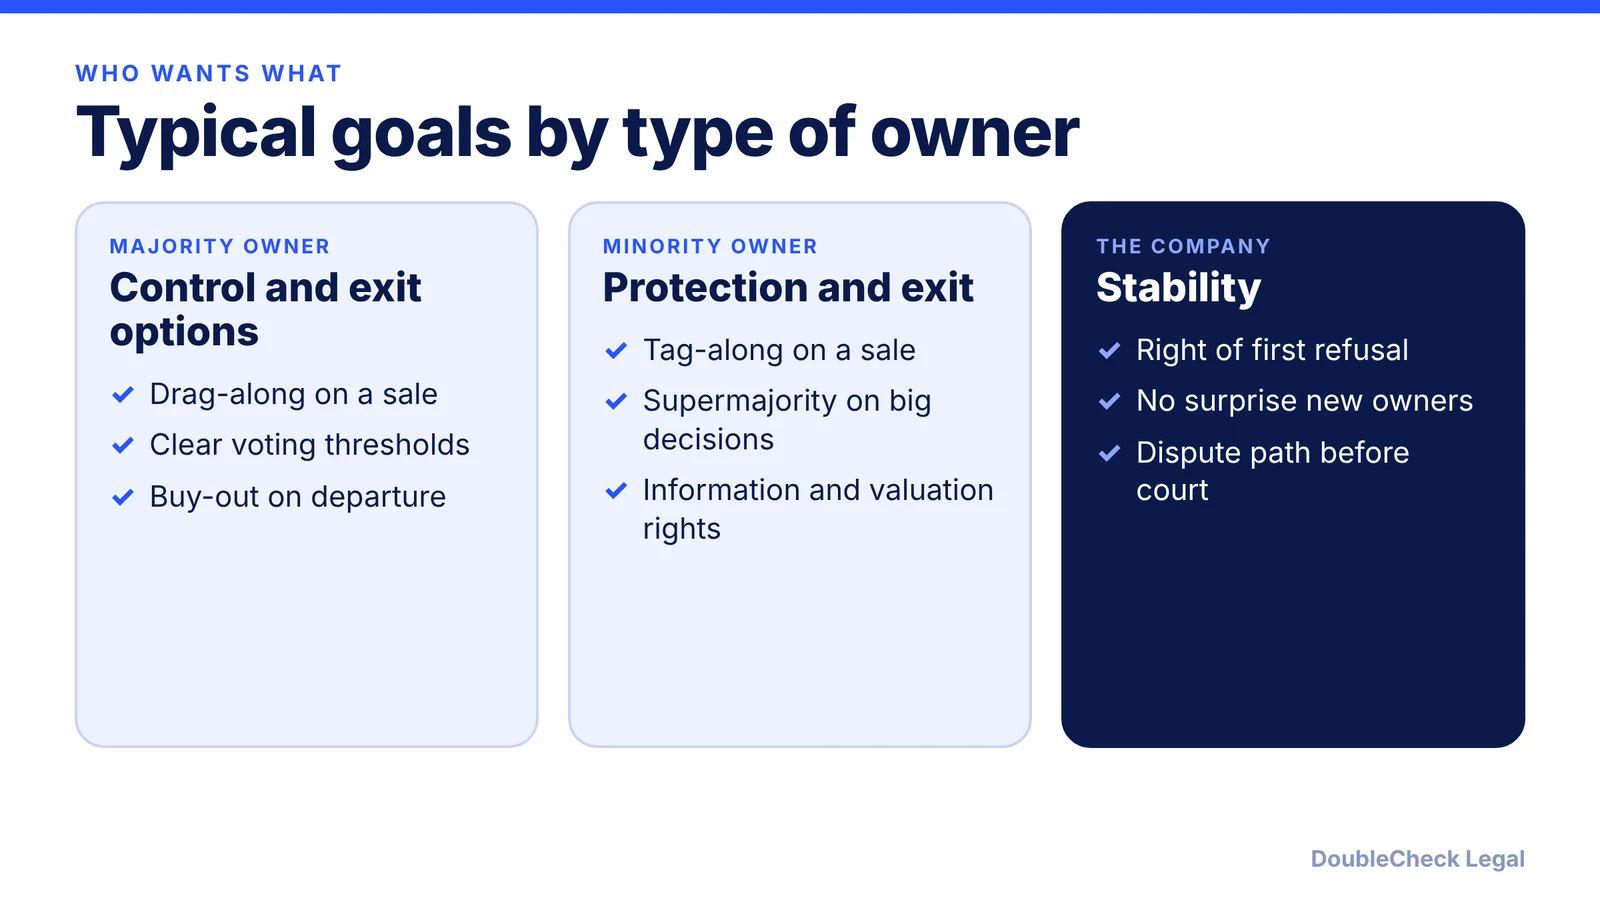 WHO WANTS WHAT
Typical goals by type of owner
MAJORITY OWNER
Control and exit
options
Drag-along on a sale
Clear voting thresholds
Buy-out on departure
MINORITY OWNER
Protection and exit
Tag-along on a sale
Supermajority on big
decisions
Information and valuation
rights
THE COMPANY
Stability
Right of first refusal
No surprise new owners
Dispute path before
court
DoubleCheck Legal